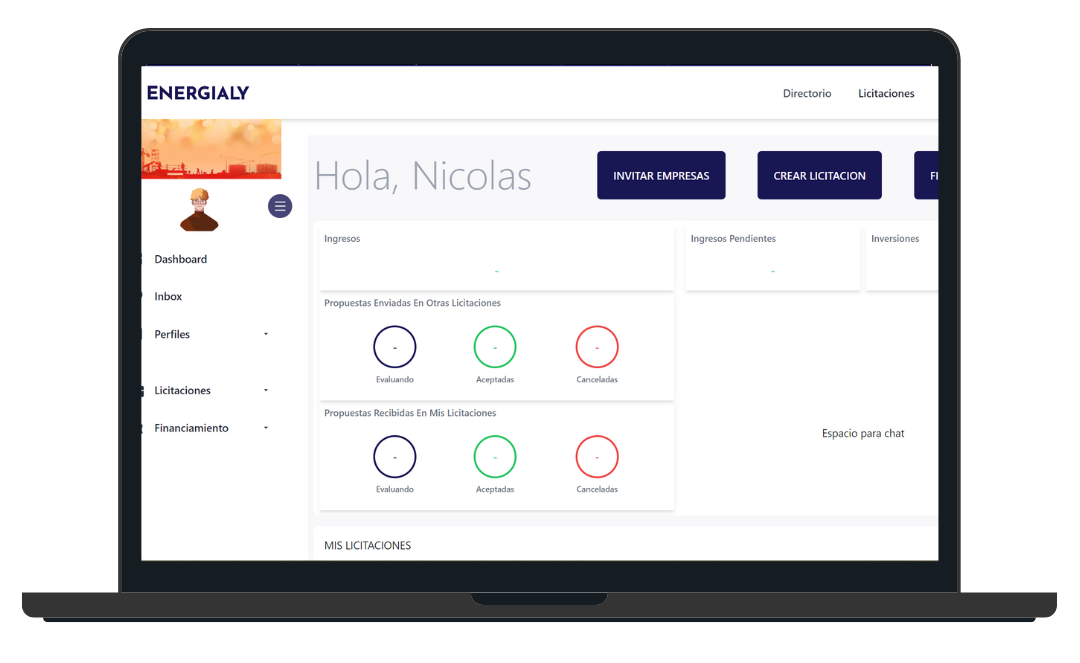 ENERGIALY
Directorio Licitaciones
Hola, Nicolas
INVITAR EMPRESAS
CREAR LICITACION
Dashboard
Inbox
Perfiles
Licitaciones
Financiamiento
Ingresos
-
Ingresos Pendientes
-
Inversiones
Propuestas Enviadas En Otras Licitaciones
- - -
Evaluando Aceptadas Canceladas
Propuestas Recibidas En Mis Licitaciones
- - -
Evaluando Aceptadas Canceladas
Espacio para chat
MIS LICITACIONES